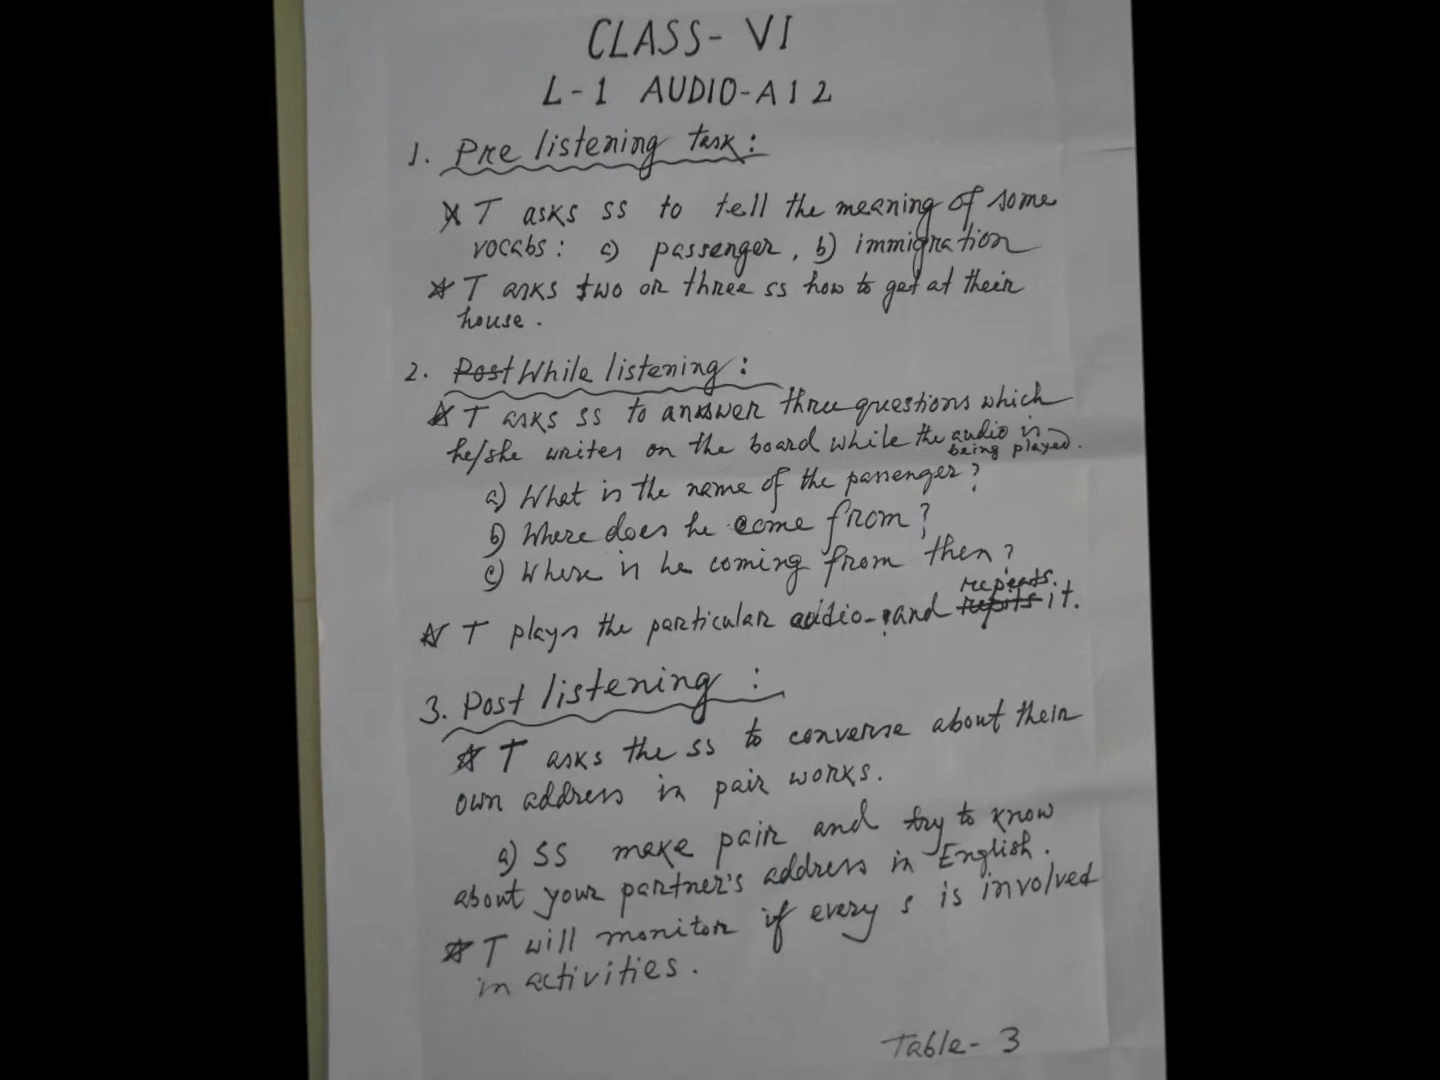 CLASS- VI
L-1 AUDIO-A12
1. Pre listening task:
* T asks ss to tell the meaning of some
vocabs: a) passenger, b) immigration
* T asks two or three ss how to get at their
house.
2. Post While listening:
* T asks ss to answer three questions which
he/she writes on the board while the audio is
being played.
a) What is the name of the passenger?
b) Where does he come from?
c) Where is he coming from then?
repeats.
* T plays the particular audio- and repits it.
3. Post listening:
* T asks the ss to converse about their
own address in pair works.
a) SS make pair and try to know
about your partner's address in English.
* T will monitor if every s is involved
in activities.
Table- 3